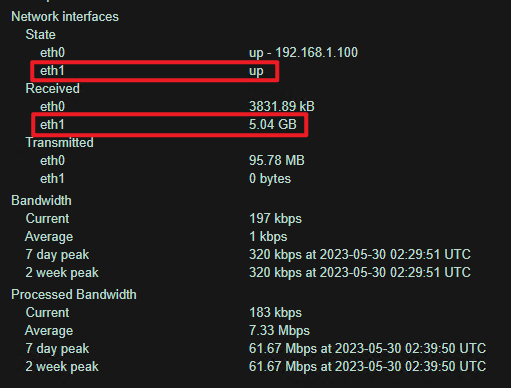 Network interfaces
State
eth0 up - 192.168.1.100
eth1 up
Received
eth0 3831.89 kB
eth1 5.04 GB
Transmitted
eth0 95.78 MB
eth1 0 bytes
Bandwidth
Current 197 kbps
Average 1 kbps
7 day peak 320 kbps at 2023-05-30 02:29:51 UTC
2 week peak 320 kbps at 2023-05-30 02:29:51 UTC
Processed Bandwidth
Current 183 kbps
Average 7.33 Mbps
7 day peak 61.67 Mbps at 2023-05-30 02:39:50 UTC
2 week peak 61.67 Mbps at 2023-05-30 02:39:50 UTC